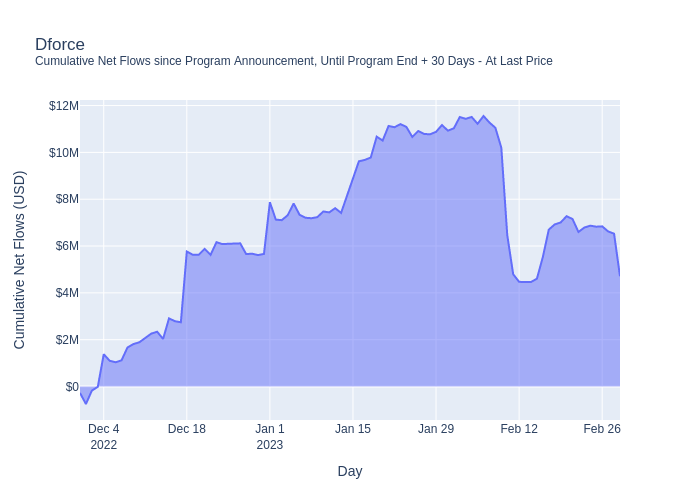 Dforce
Cumulative Net Flows since Program Announcement, Until Program End + 30 Days - At Last Price
Cumulative Net Flows (USD)
$12M
$10M
$8M
$6M
$4M
$2M
$0
Dec 4
2022
Dec 18
Jan 1
2023
Jan 15
Jan 29
Feb 12
Feb 26
Day